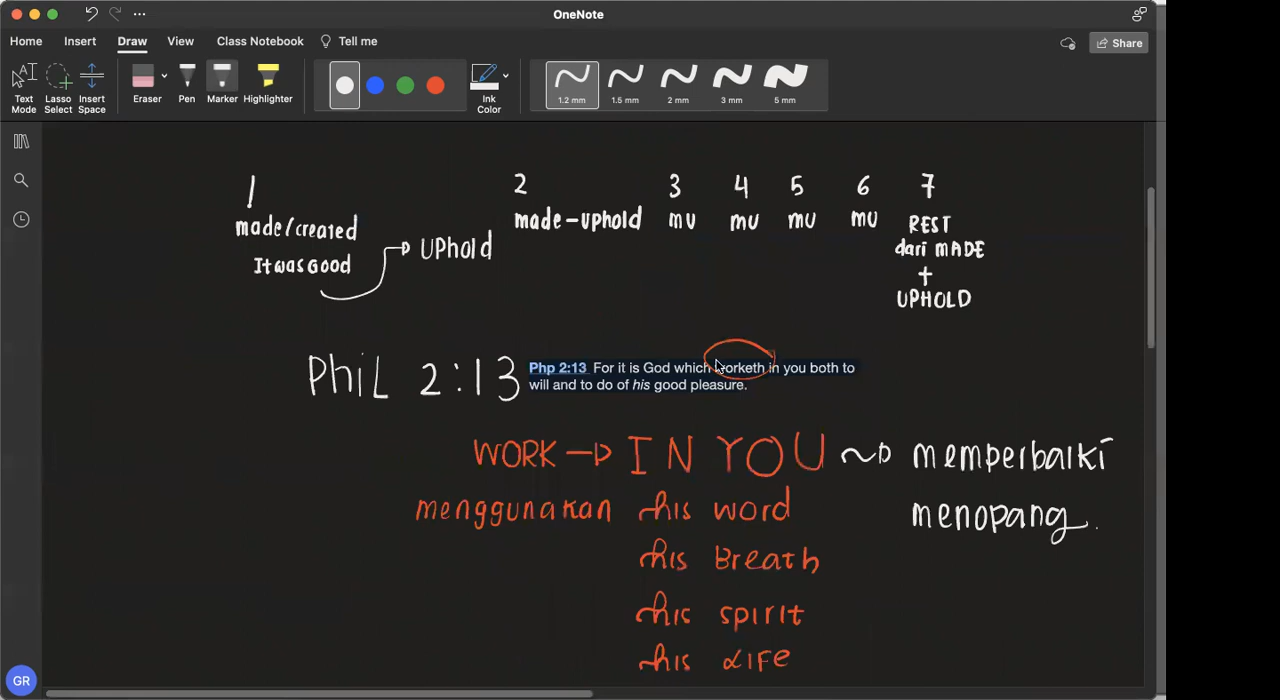 OneNote
Home Insert Draw View Class Notebook Tell me
Share
Text Mode
Lasso Select
Insert Space
Eraser
Pen
Marker
Highlighter
Ink Color
1.2 mm
1.5 mm
2 mm
3 mm
5 mm
1 2 3 4 5 6 7
made/created
It was Good
UPhold
made-uphold
mu mu mu mu
REST
dari MADE
+
UPHOLD
Phil 2:13
Php 2:13 For it is God which worketh in you both to
will and to do of his good pleasure.
WORK → IN YOU ~→ memperbaiki
menggunakan his word menopang.
his Breath
his spirit
his LIFE
GR